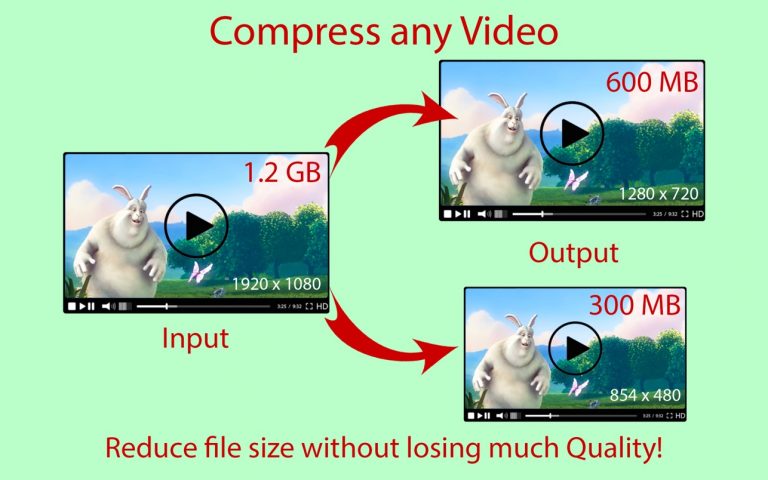 Compress any Video
600 MB
1280 x 720
3:25 / 9:32 HD
Output
1.2 GB
1920 x 1080
3:25 / 9:32 HD
Input
300 MB
854 x 480
3:25 / 9:32 HD
Reduce file size without losing much Quality!